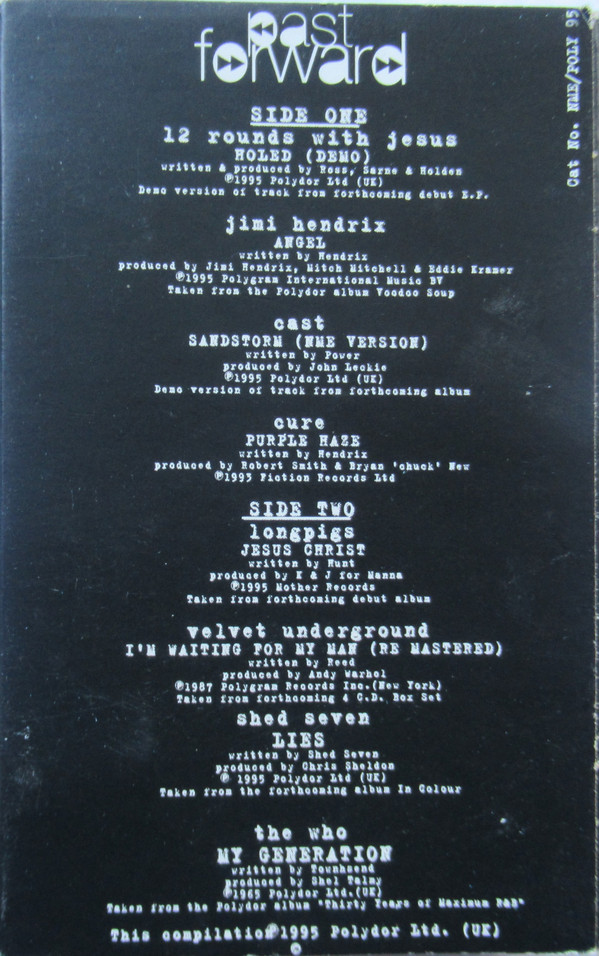 past
forward
Cat No. NME/POLY 95
SIDE ONE
12 rounds with jesus
HOLED (DEMO)
written & produced by Ross, Sarne & Holden
℗1995 Polydor Ltd (UK)
Demo version of track from forthcoming debut E.P.
jimi hendrix
ANGEL
written by Hendrix
produced by Jimi Hendrix, Mitch Mitchell & Eddie Kramer
℗1995 Polygram International Music BV
Taken from the Polydor album Voodoo Soup
cast
SANDSTORM (NME VERSION)
written by Power
produced by John Leckie
℗1995 Polydor Ltd (UK)
Demo version of track from forthcoming album
cure
PURPLE HAZE
written by Hendrix
produced by Robert Smith & Bryan 'chuck' New
℗1993 Fiction Records Ltd
SIDE TWO
longpigs
JESUS CHRIST
written by Hunt
produced by K & J for Manna
℗1995 Mother Records
Taken from forthcoming debut album
velvet underground
I'M WAITING FOR MY MAN (RE MASTERED)
written by Reed
produced by Andy Warhol
℗1987 Polygram Records Inc.(New York)
Taken from forthcoming 4 C.D. Box Set
shed seven
LIES
written by Shed Seven
produced by Chris Sheldon
℗ 1995 Polydor Ltd (UK)
Taken from the forthcoming album In Colour
the who
MY GENERATION
written by Townhsend
produced by Shel Talmy
℗1965 Polydor Ltd.(UK)
Taken from the Polydor album "Thirty Years of Maximum R&B"
This compilation℗1995 Polydor Ltd. (UK)
©